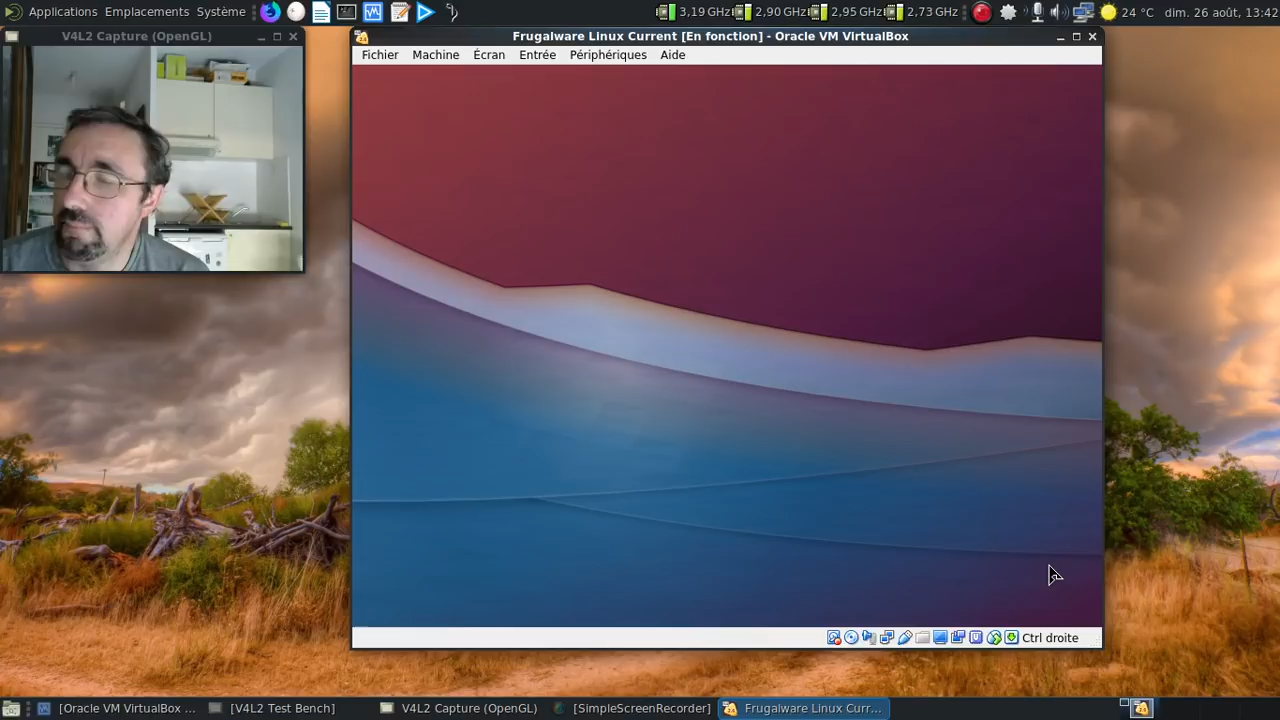 Applications Emplacements Système
3,19 GHz 2,90 GHz 2,95 GHz 2,73 GHz
24 °C dim. 26 août, 13:42
V4L2 Capture (OpenGL)
Frugalware Linux Current [En fonction] - Oracle VM VirtualBox
Fichier Machine Écran Entrée Périphériques Aide
Ctrl droite
[Oracle VM VirtualBox ... [V4L2 Test Bench] V4L2 Capture (OpenGL) [SimpleScreenRecorder] Frugalware Linux Curr...